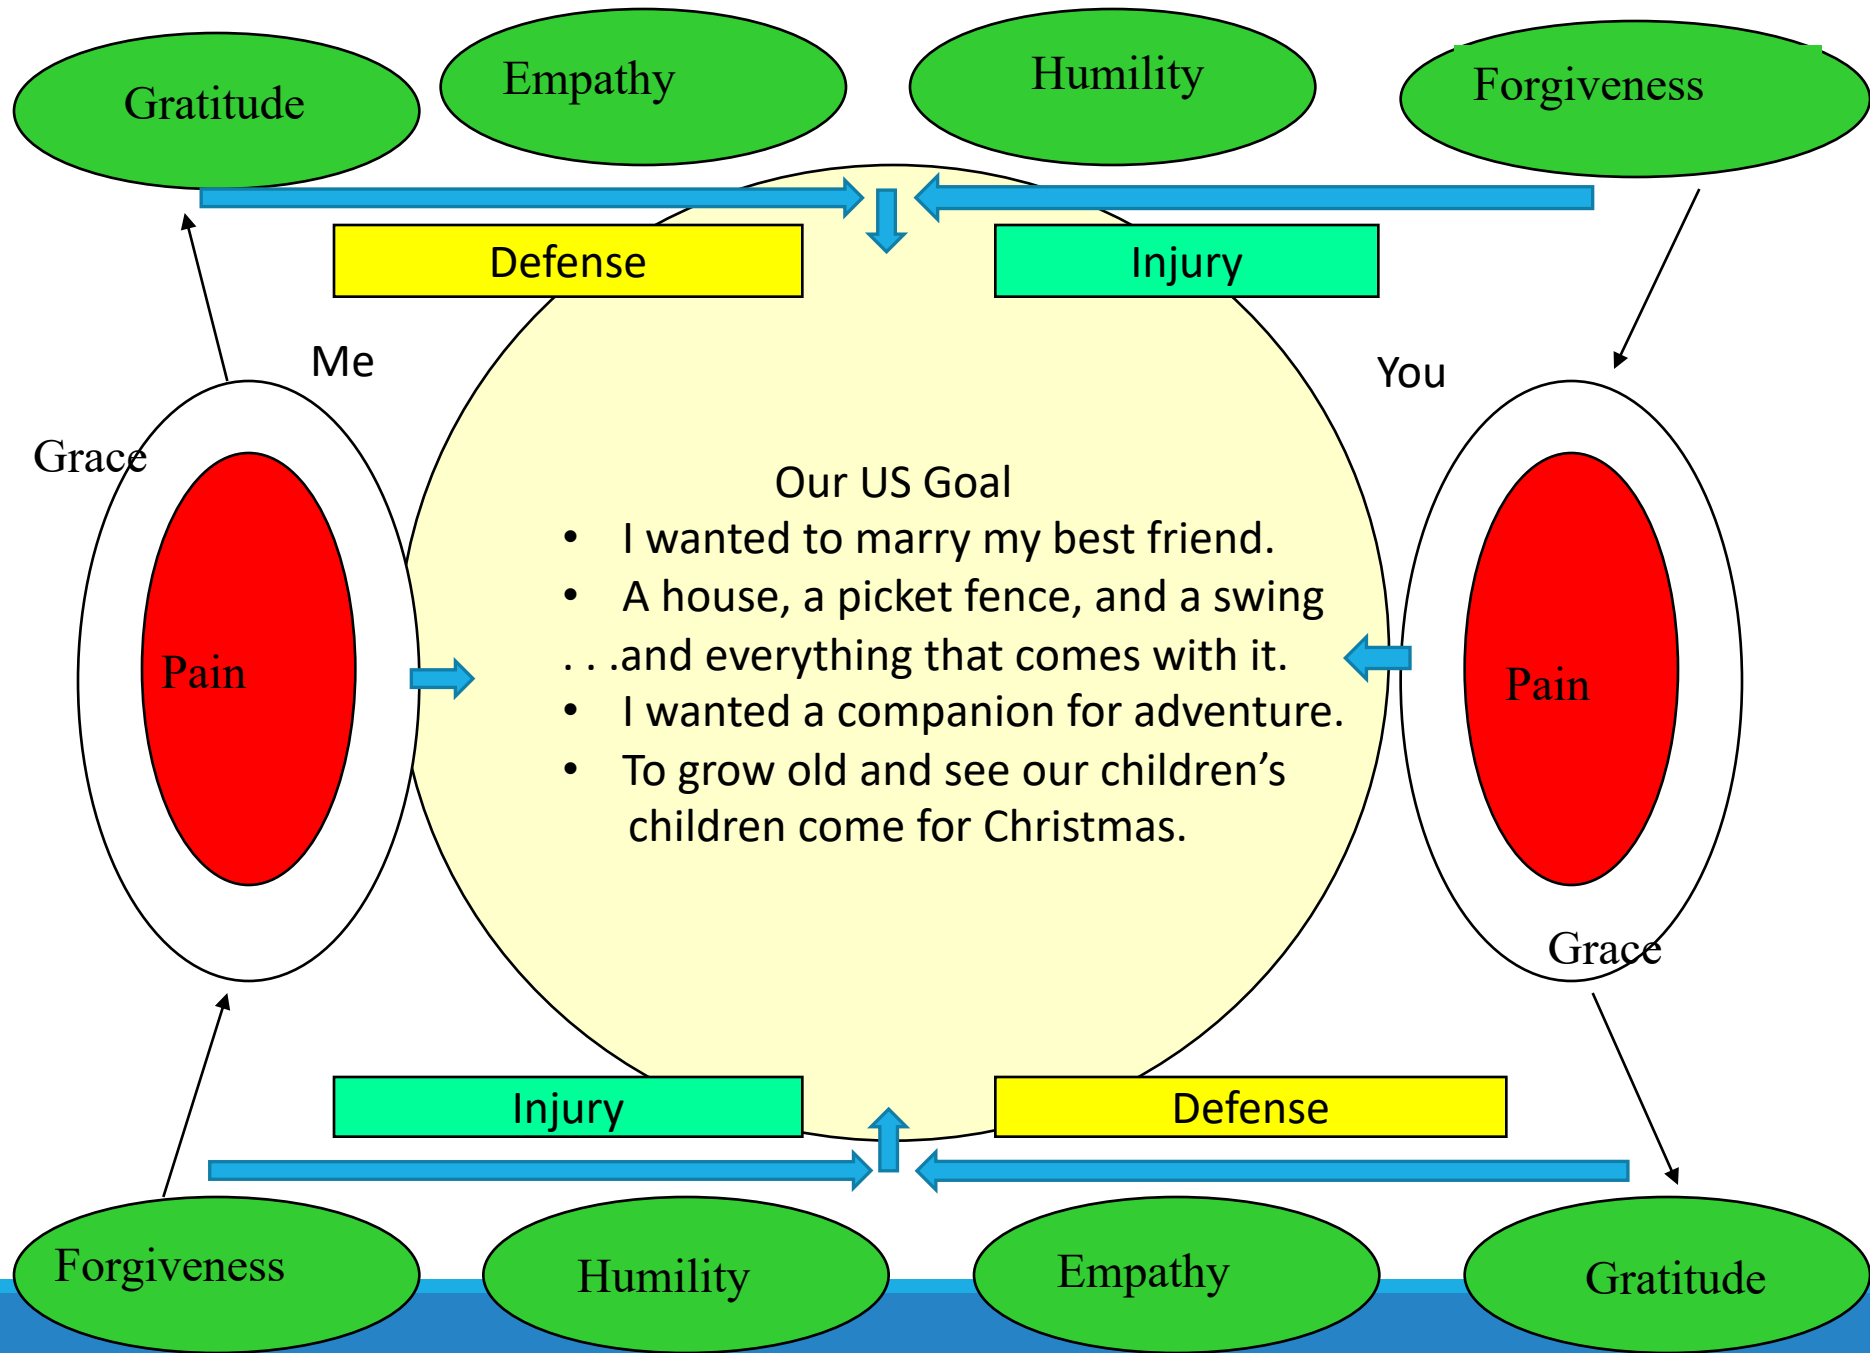 Gratitude
Empathy
Humility
Forgiveness
Defense
Injury
Me
You
Grace
Our US Goal
• I wanted to marry my best friend.
• A house, a picket fence, and a swing
. . .and everything that comes with it.
• I wanted a companion for adventure.
• To grow old and see our children’s
children come for Christmas.
Pain
Pain
Grace
Injury
Defense
Forgiveness
Humility
Empathy
Gratitude